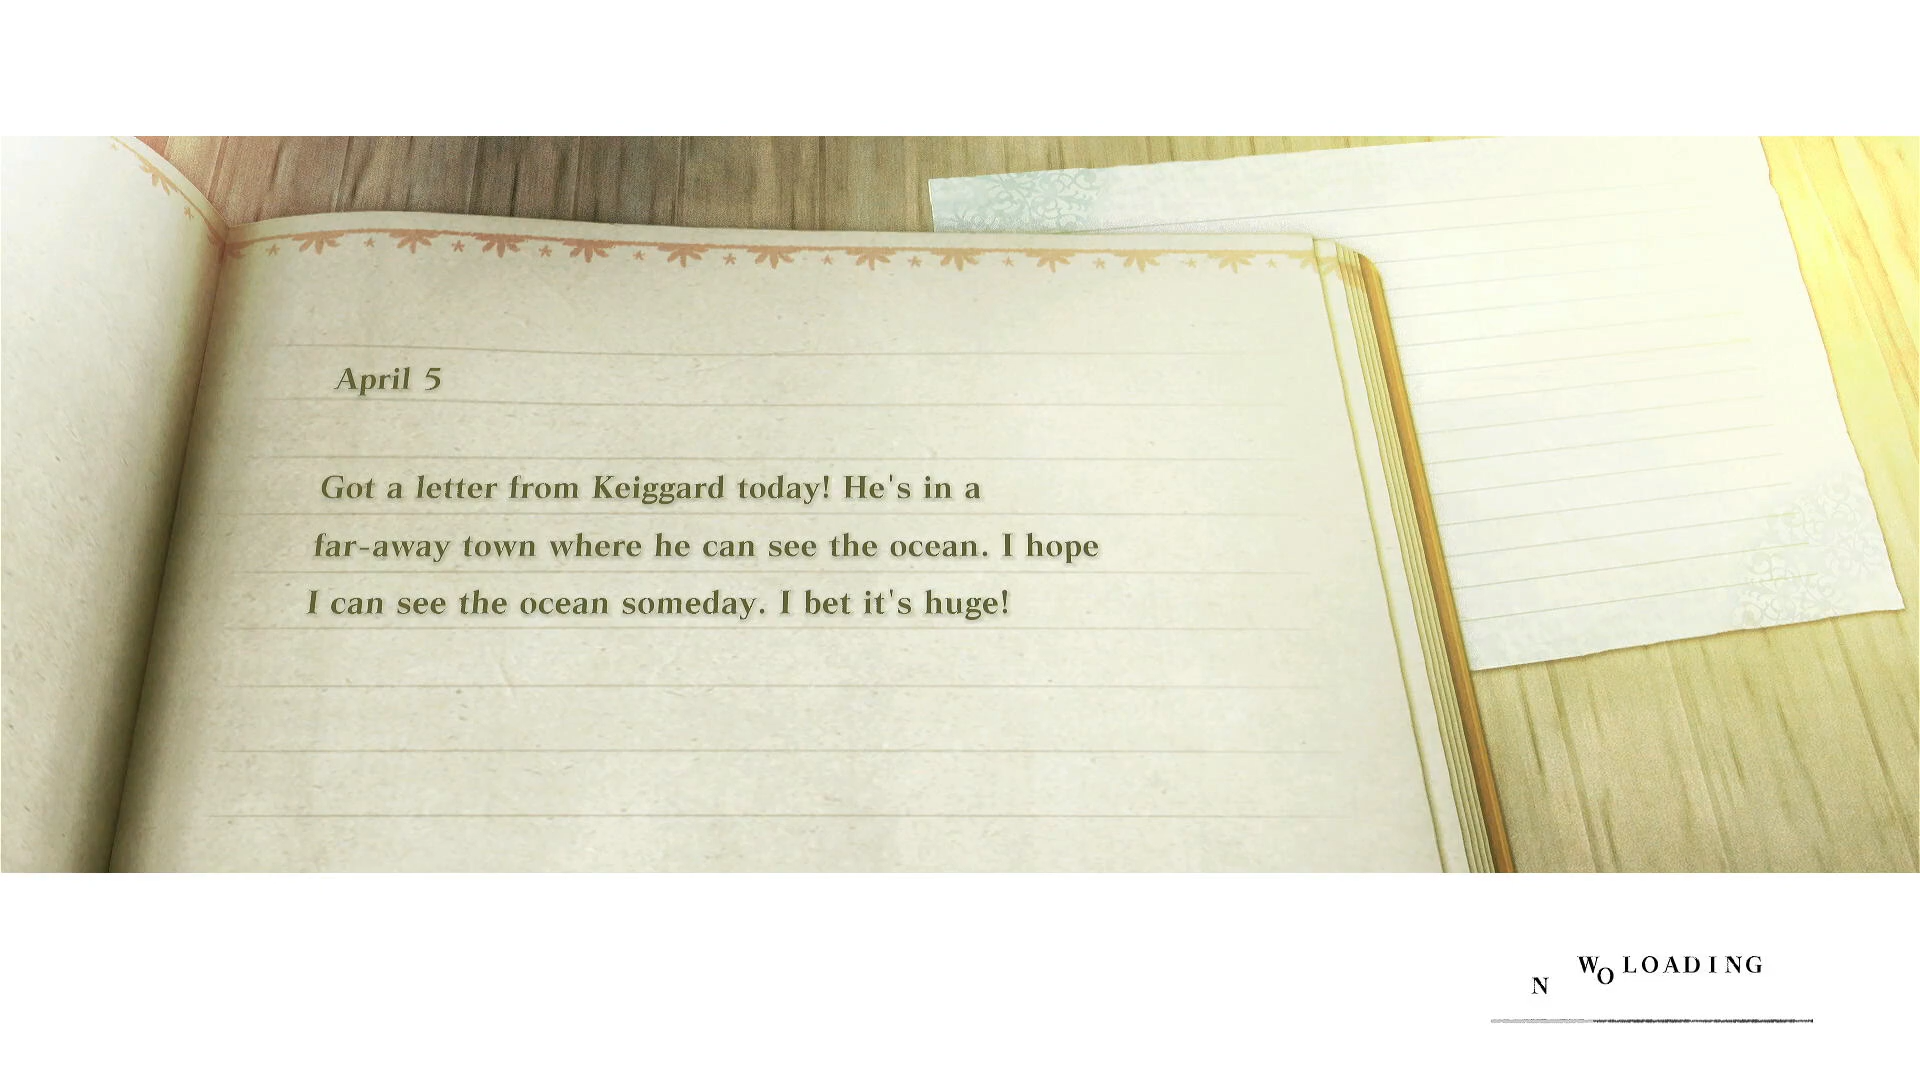 April 5
Got a letter from Keiggard today! He's in a
far-away town where he can see the ocean. I hope
I can see the ocean someday. I bet it's huge!
NOW LOADING